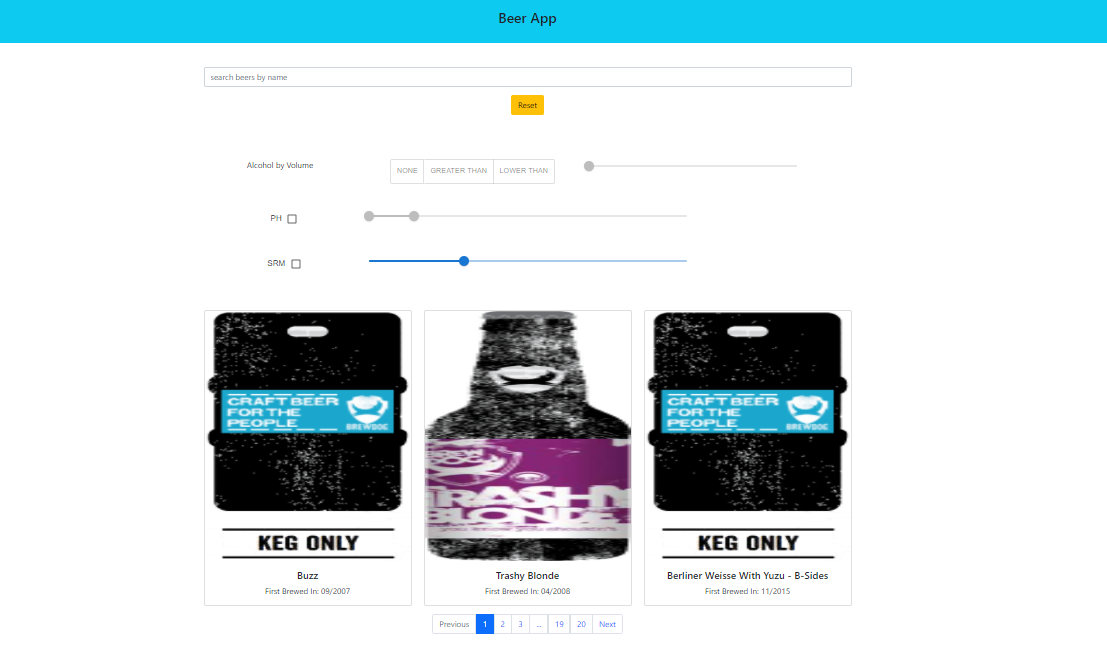 Beer App
search beers by name
Reset
Alcohol by Volume
NONE GREATER THAN LOWER THAN
PH
SRM
CRAFT BEER
FOR THE
PEOPLE
BREWDOG
KEG ONLY
Buzz
First Brewed In: 09/2007
BLONDE
Trashy Blonde
First Brewed In: 04/2008
CRAFT BEER
FOR THE
PEOPLE
BREWDOG
KEG ONLY
Berliner Weisse With Yuzu - B-Sides
First Brewed In: 11/2015
Previous 1 2 3 ... 19 20 Next